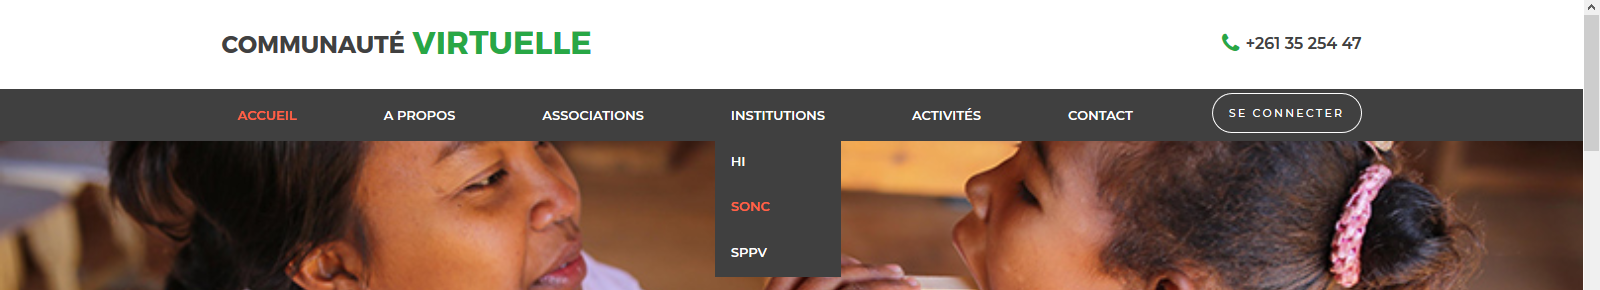 COMMUNAUTÉ VIRTUELLE
+261 35 254 47
ACCUEIL A PROPOS ASSOCIATIONS INSTITUTIONS ACTIVITÉS CONTACT SE CONNECTER
HI
SONC
SPPV